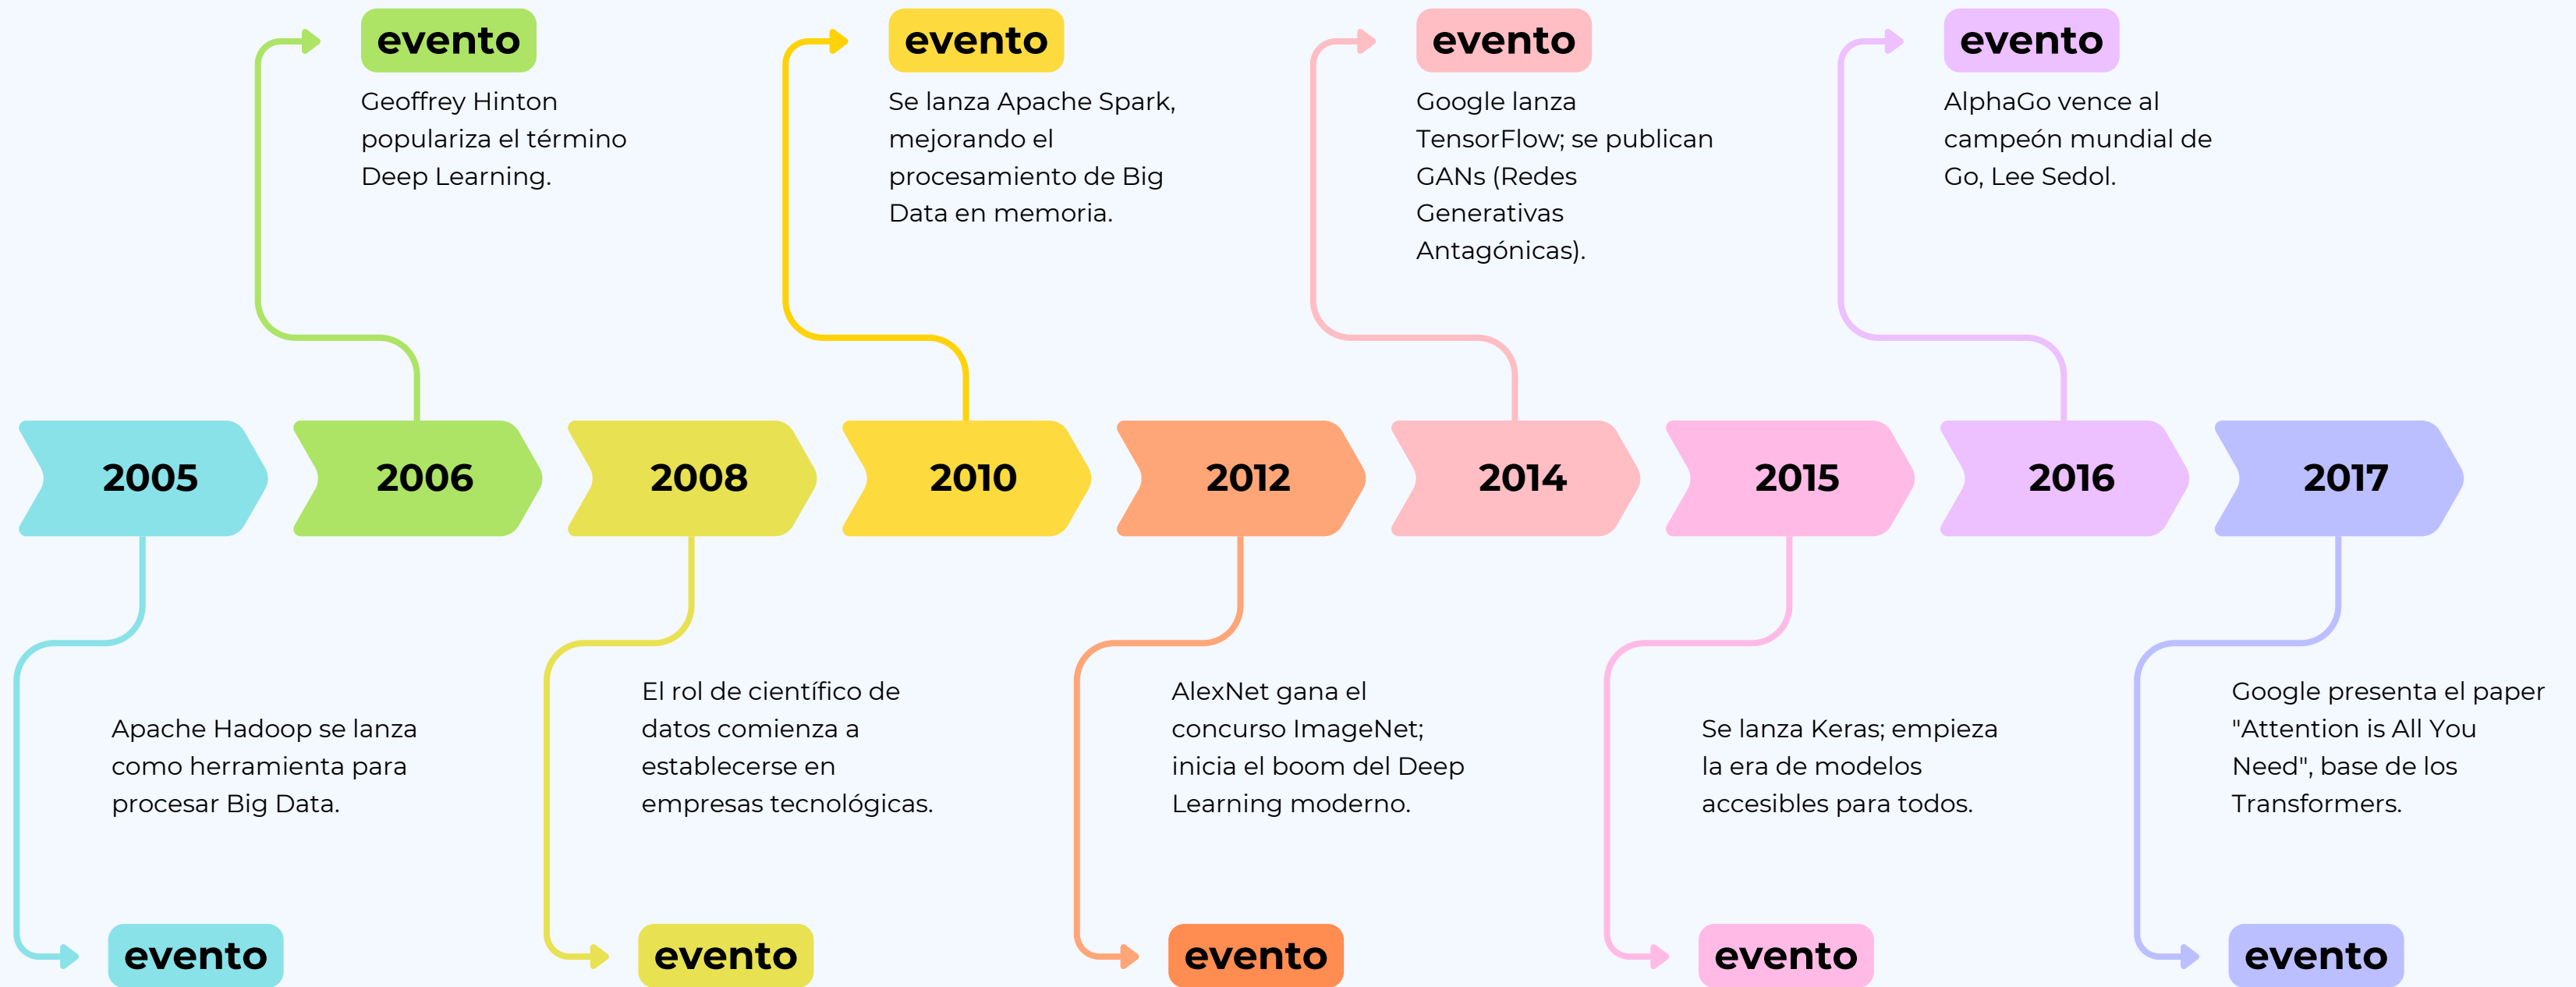 evento
Geoffrey Hinton
populariza el término
Deep Learning.
evento
Se lanza Apache Spark,
mejorando el
procesamiento de Big
Data en memoria.
evento
Google lanza
TensorFlow; se publican
GANs (Redes
Generativas
Antagónicas).
evento
AlphaGo vence al
campeón mundial de
Go, Lee Sedol.
2005
2006
2008
2010
2012
2014
2015
2016
2017
Apache Hadoop se lanza
como herramienta para
procesar Big Data.
evento
El rol de científico de
datos comienza a
establecerse en
empresas tecnológicas.
evento
AlexNet gana el
concurso ImageNet;
inicia el boom del Deep
Learning moderno.
evento
Se lanza Keras; empieza
la era de modelos
accesibles para todos.
evento
Google presenta el paper
"Attention is All You
Need", base de los
Transformers.
evento